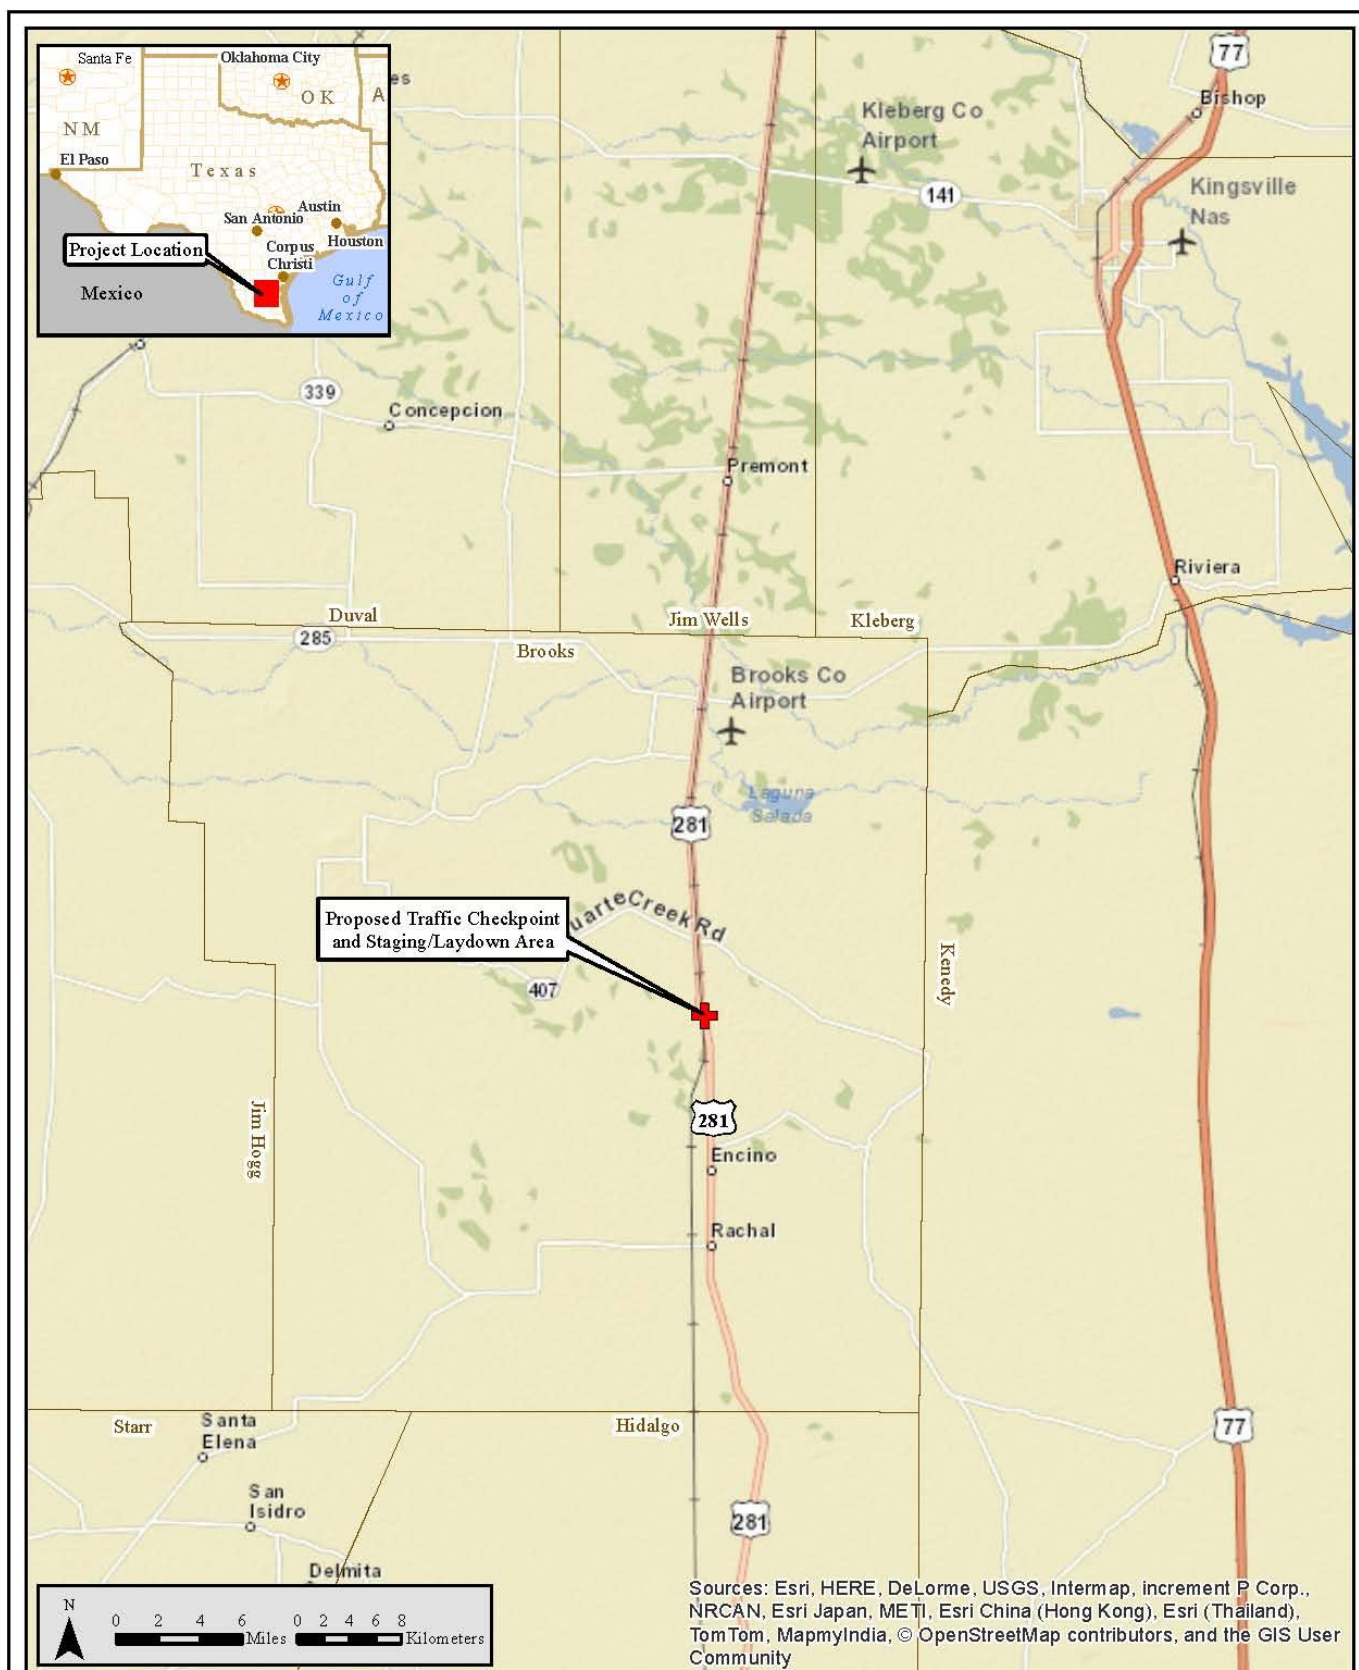 Santa Fe
Oklahoma City
OK
A
NM
El Paso
Texas
Austin
San Antonio
Houston
Corpus
Christi
Project Location
Mexico
Gulf
of
Mexico
es
77
Bishop
Kleberg Co
Airport
141
Kingsville
Nas
339
Concepcion
Premont
Riviera
Duval
Jim Wells
Kleberg
285
Brooks
Brooks Co
Airport
Laguna
Salada
281
uarte Creek Rd
Proposed Traffic Checkpoint
and Staging/Laydown Area
407
Kenedy
Jim Hogg
281
Encino
Rachal
Starr
Santa
Elena
Hidalgo
77
San
Isidro
281
Delmita
N
0 2 4 6 Miles
0 2 4 6 8 Kilometers
Sources: Esri, HERE, DeLorme, USGS, Intermap, increment P Corp.,
NRCAN, Esri Japan, METI, Esri China (Hong Kong), Esri (Thailand),
TomTom, MapmyIndia, © OpenStreetMap contributors, and the GIS User
Community